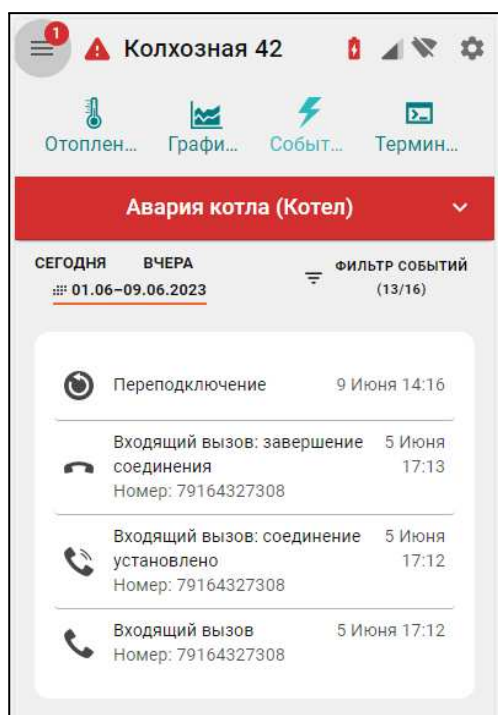 1
Колхозная 42
Отоплен... Графи... Событ... Термин...
Авария котла (Котел)
СЕГОДНЯ ВЧЕРА
01.06–09.06.2023
ФИЛЬТР СОБЫТИЙ
(13/16)
Переподключение 9 Июня 14:16
Входящий вызов: завершение 5 Июня
соединения 17:13
Номер: 79164327308
Входящий вызов: соединение 5 Июня
установлено 17:12
Номер: 79164327308
Входящий вызов 5 Июня 17:12
Номер: 79164327308